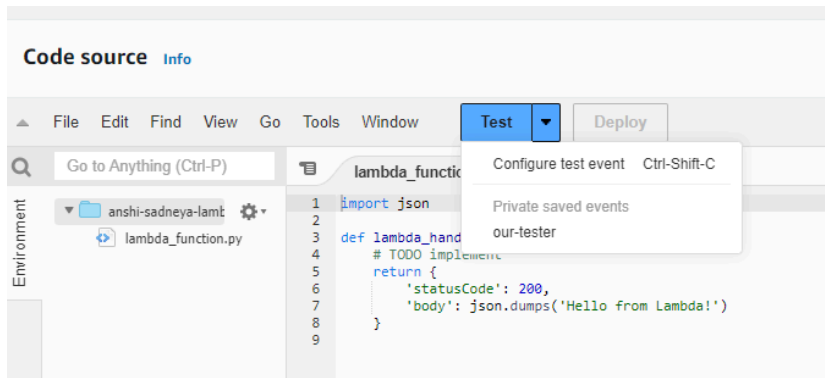 Code source Info
File Edit Find View Go Tools Window Test Deploy
Go to Anything (Ctrl-P)
lambda_functic
Configure test event Ctrl-Shift-C
Private saved events
our-tester
Environment
anshi-sadneya-lamb
lambda_function.py
1 import json
2
3 def lambda_hand
4 # TODO implement
5 return {
6 'statusCode': 200,
7 'body': json.dumps('Hello from Lambda!')
8 }
9